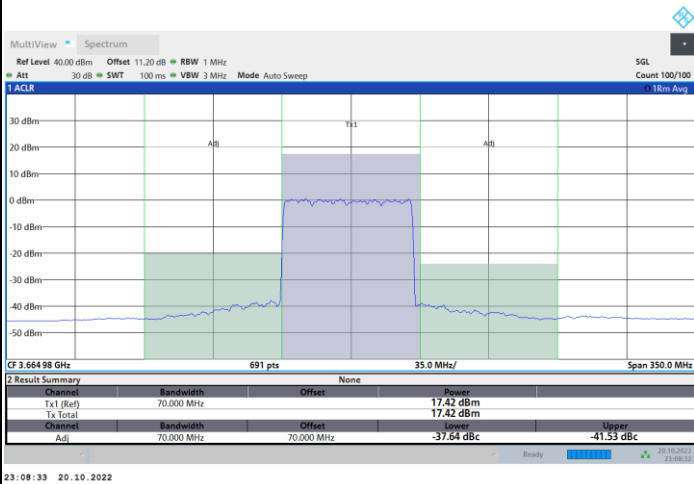 MultiView Spectrum
Ref Level 40.00 dBm Offset 11.20 dB RBW 1 MHz SGL
Att 30 dB SWT 100 ms VBW 3 MHz Mode Auto Sweep Count 100/100
1 ACLR 1Rm Avg
30 dBm
Tx1
20 dBm Adj Adj
10 dBm
0 dBm
-10 dBm
-20 dBm
-30 dBm
-40 dBm
-50 dBm
CF 3.664 98 GHz 691 pts 35.0 MHz/ Span 350.0 MHz
2 Result Summary None
Channel Bandwidth Offset Power
Tx1 (Ref) 70.000 MHz 17.42 dBm
Tx Total 17.42 dBm
Channel Bandwidth Offset Lower Upper
Adj 70.000 MHz 70.000 MHz -37.64 dBc -41.53 dBc
Ready 20.10.2022
23:08:32
23:08:33 20.10.2022